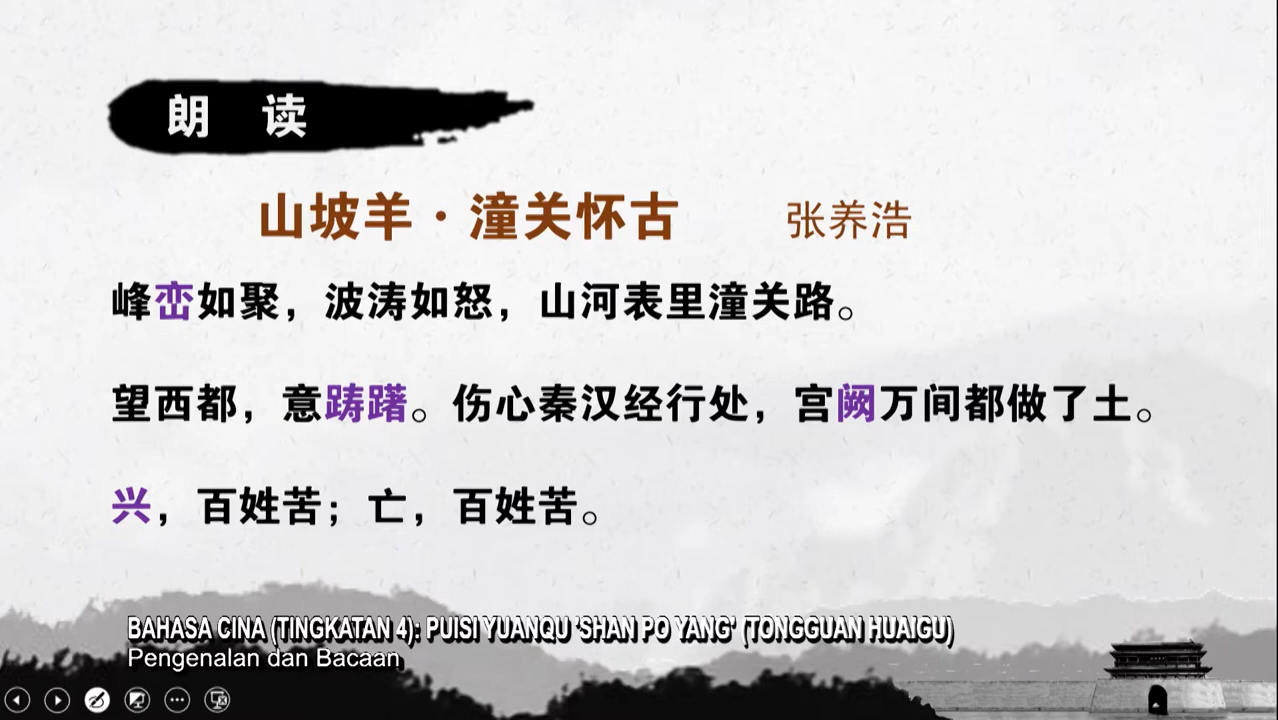 朗 读
山坡羊·潼关怀古 张养浩
峰峦如聚，波涛如怒，山河表里潼关路。
望西都，意踌躇。伤心秦汉经行处，宫阙万间都做了土。
兴，百姓苦；亡，百姓苦。
BAHASA CINA (TINGKATAN 4): PUISI YUANQU 'SHAN PO YANG' (TONGGUAN HUAIGU)
Pengenalan dan Bacaan